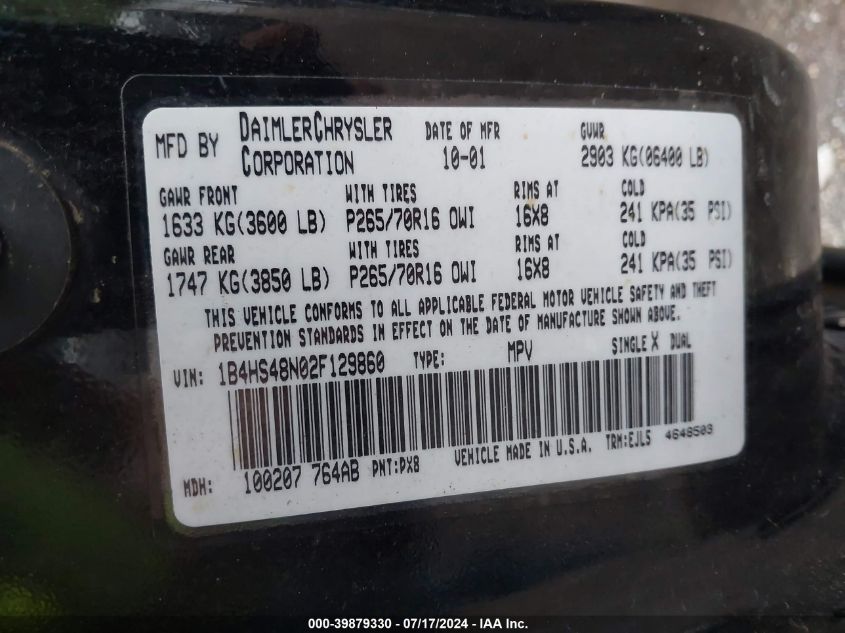 MFD BY DAIMLERCHRYSLER CORPORATION DATE OF MFR 10-01 GVWR 2903 KG(06400 LB)
GAWR FRONT WITH TIRES RIMS AT COLD
1633 KG(3600 LB) P265/70R16 OWI 16X8 241 KPA(35 PSI)
GAWR REAR WITH TIRES RIMS AT COLD
1747 KG(3850 LB) P265/70R16 OWI 16X8 241 KPA(35 PSI)
THIS VEHICLE CONFORMS TO ALL APPLICABLE FEDERAL MOTOR VEHICLE SAFETY AND THEFT
PREVENTION STANDARDS IN EFFECT ON THE DATE OF MANUFACTURE SHOWN ABOVE.
VIN: 1B4HS48N02F129860 TYPE: MPV SINGLE X DUAL
MDH: 100207 764AB PNT:PX8 VEHICLE MADE IN U.S.A. TRM:EJL5 4648503
000-39879330 - 07/17/2024 - IAA Inc.